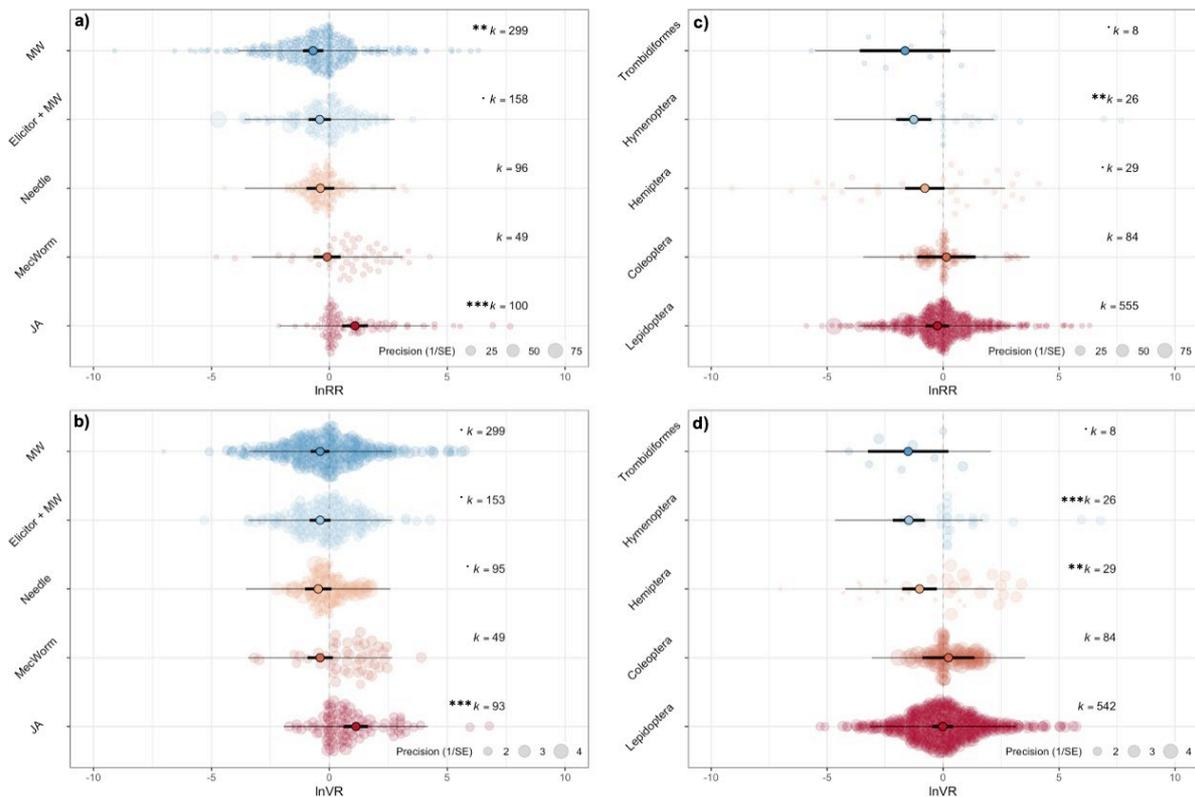 a)
MW
** k = 299
Elicitor + MW
· k = 158
Needle
k = 96
MecWorm
k = 49
JA
*** k = 100
Precision (1/SE) 25 50 75
-10 -5 0 5 10
lnRR
c)
Trombidiformes
· k = 8
Hymenoptera
** k = 26
Hemiptera
· k = 29
Coleoptera
k = 84
Lepidoptera
k = 555
Precision (1/SE) 25 50 75
-10 -5 0 5 10
lnRR
b)
MW
· k = 299
Elicitor + MW
· k = 153
Needle
· k = 95
MecWorm
k = 49
JA
*** k = 93
Precision (1/SE) 2 3 4
-10 -5 0 5 10
lnVR
d)
Trombidiformes
· k = 8
Hymenoptera
*** k = 26
Hemiptera
** k = 29
Coleoptera
k = 84
Lepidoptera
k = 542
Precision (1/SE) 2 3 4
-10 -5 0 5 10
lnVR